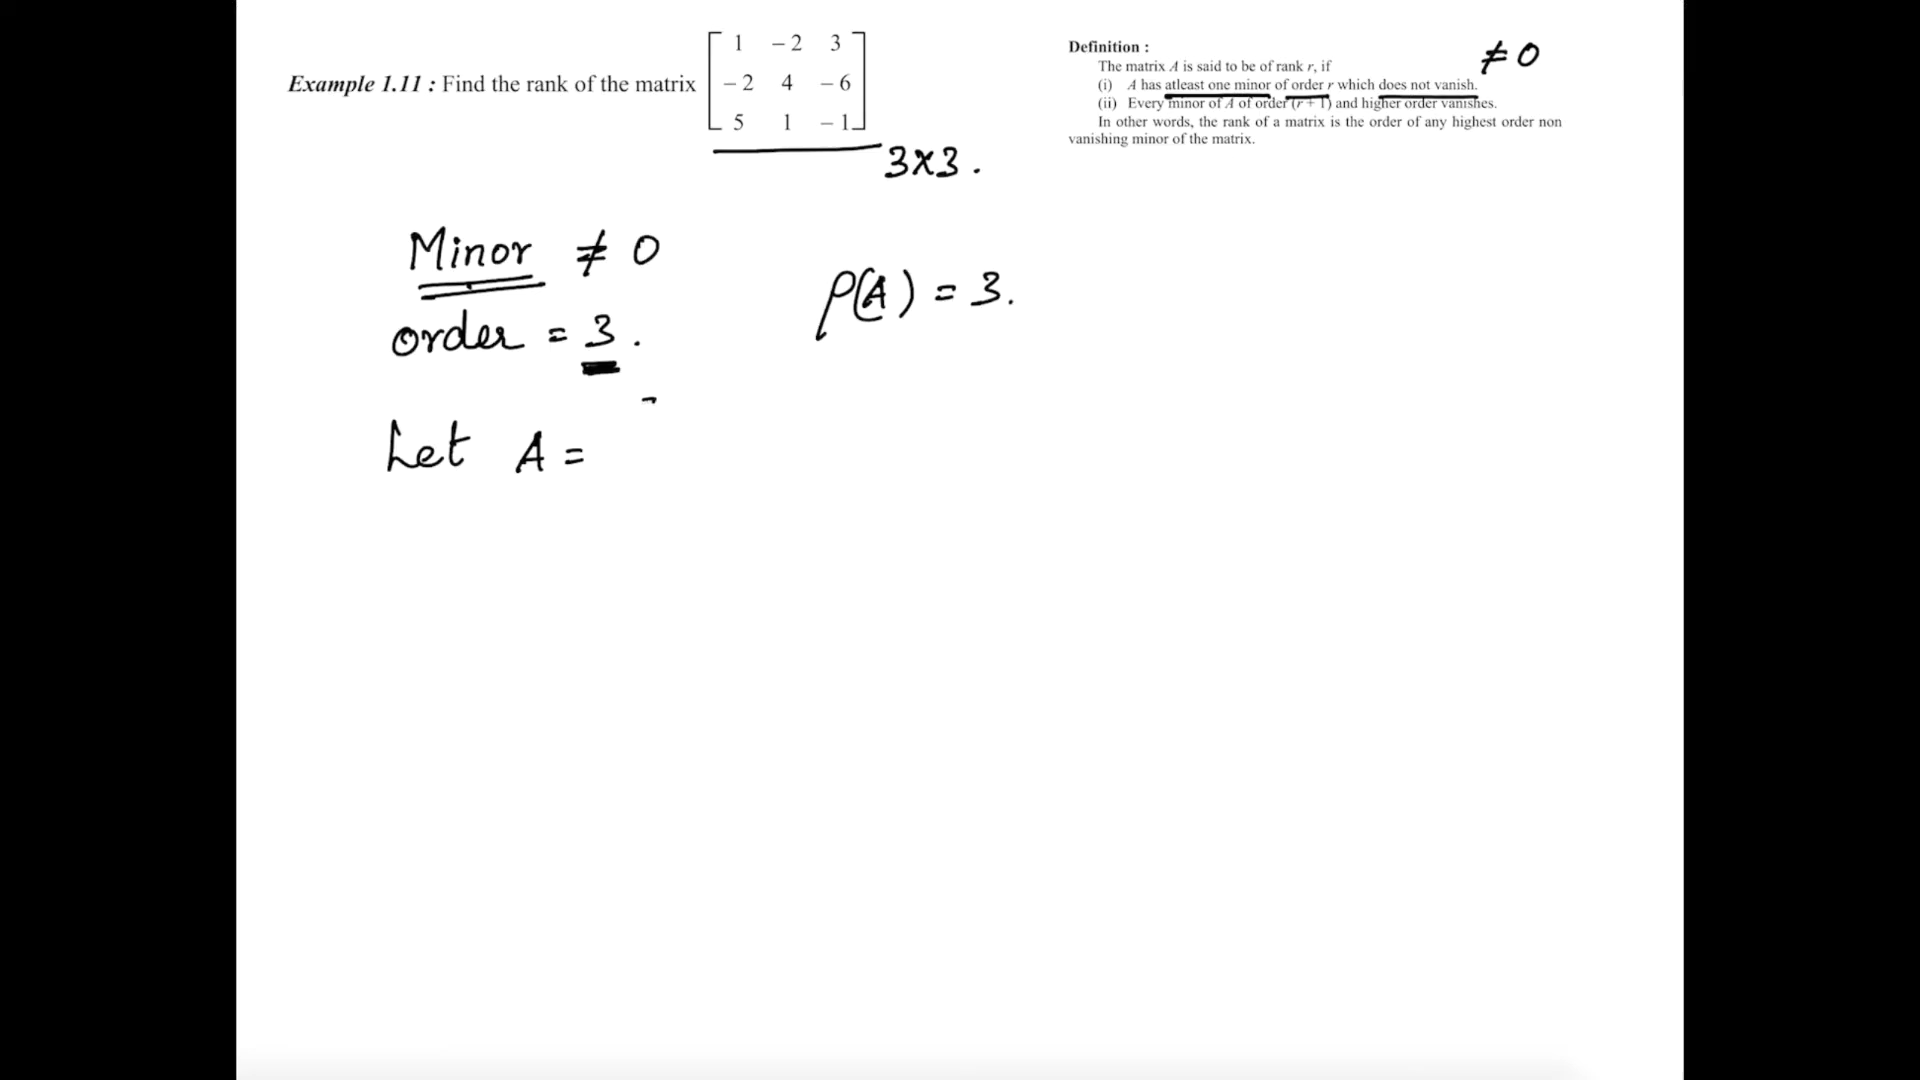 Example 1.11 : Find the rank of the matrix
1 – 2 3
– 2 4 – 6
5 1 – 1
3×3.
Definition :
≠ 0
The matrix A is said to be of rank r, if
(i) A has atleast one minor of order r which does not vanish.
(ii) Every minor of A of order (r + 1) and higher order vanishes.
In other words, the rank of a matrix is the order of any highest order non
vanishing minor of the matrix.
Minor ≠ 0
order = 3.
ρ(A) = 3.
Let A =